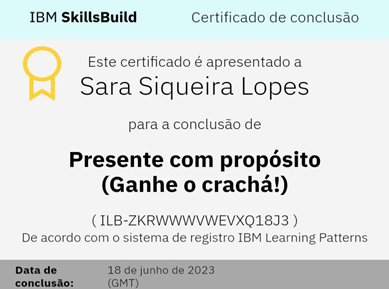 IBM SkillsBuild Certificado de conclusão
Este certificado é apresentado a
Sara Siqueira Lopes
para a conclusão de
Presente com propósito
(Ganhe o crachá!)
( ILB-ZKRWWWVWEVXQ18J3 )
De acordo com o sistema de registro IBM Learning Patterns
Data de 18 de junho de 2023
conclusão: (GMT)